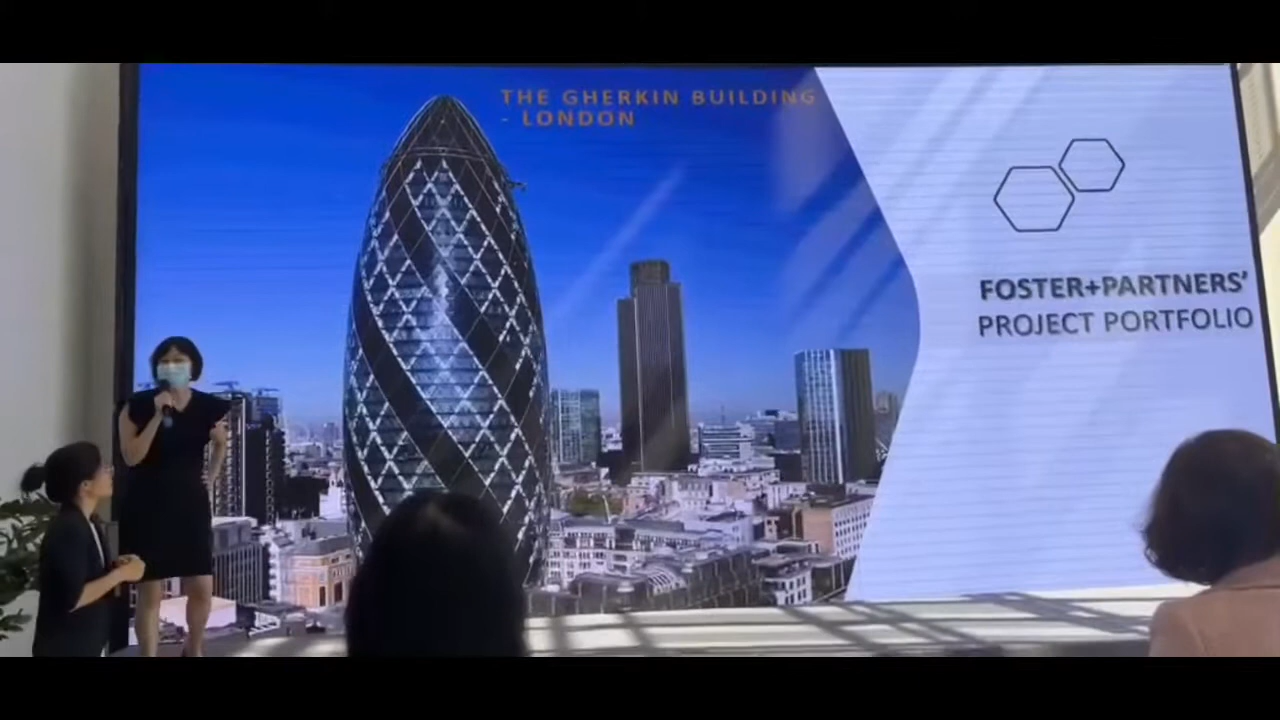 THE GHERKIN BUILDING
- LONDON
FOSTER+PARTNERS’
PROJECT PORTFOLIO